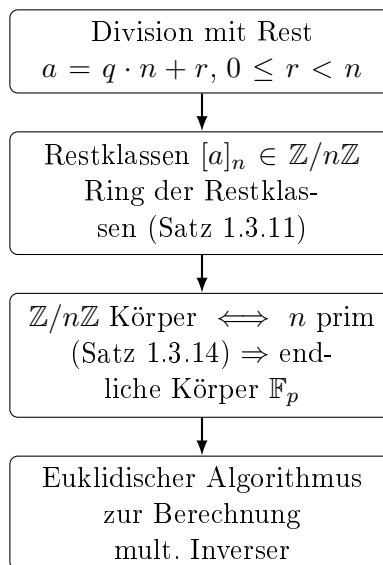 Division mit Rest
a = q · n + r, 0 ≤ r < n
Restklassen [a]ₙ ∈ ℤ/nℤ
Ring der Restklas-
sen (Satz 1.3.11)
ℤ/nℤ Körper ⟺ n prim
(Satz 1.3.14) ⇒ end-
liche Körper 𝔽ₚ
Euklidischer Algorithmus
zur Berechnung
mult. Inverser